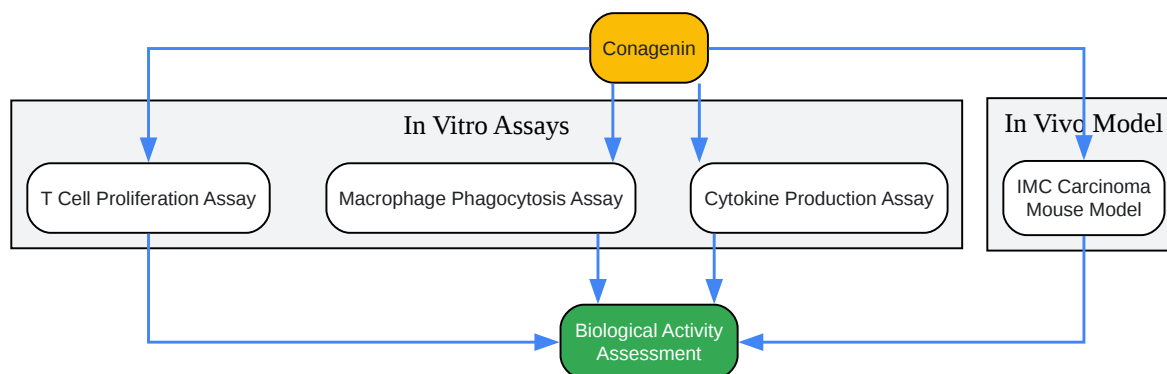 Conagenin
In Vitro Assays
In Vivo Model
T Cell Proliferation Assay
Macrophage Phagocytosis Assay
Cytokine Production Assay
IMC Carcinoma
Mouse Model
Biological Activity
Assessment